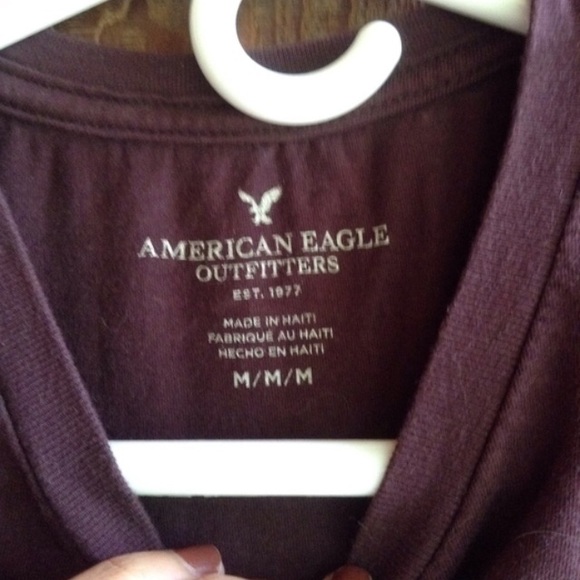 AMERICAN EAGLE
OUTFITTERS
EST. 1977
MADE IN HAITI
FABRIQUÉ AU HAITI
HECHO EN HAITI
M/M/M